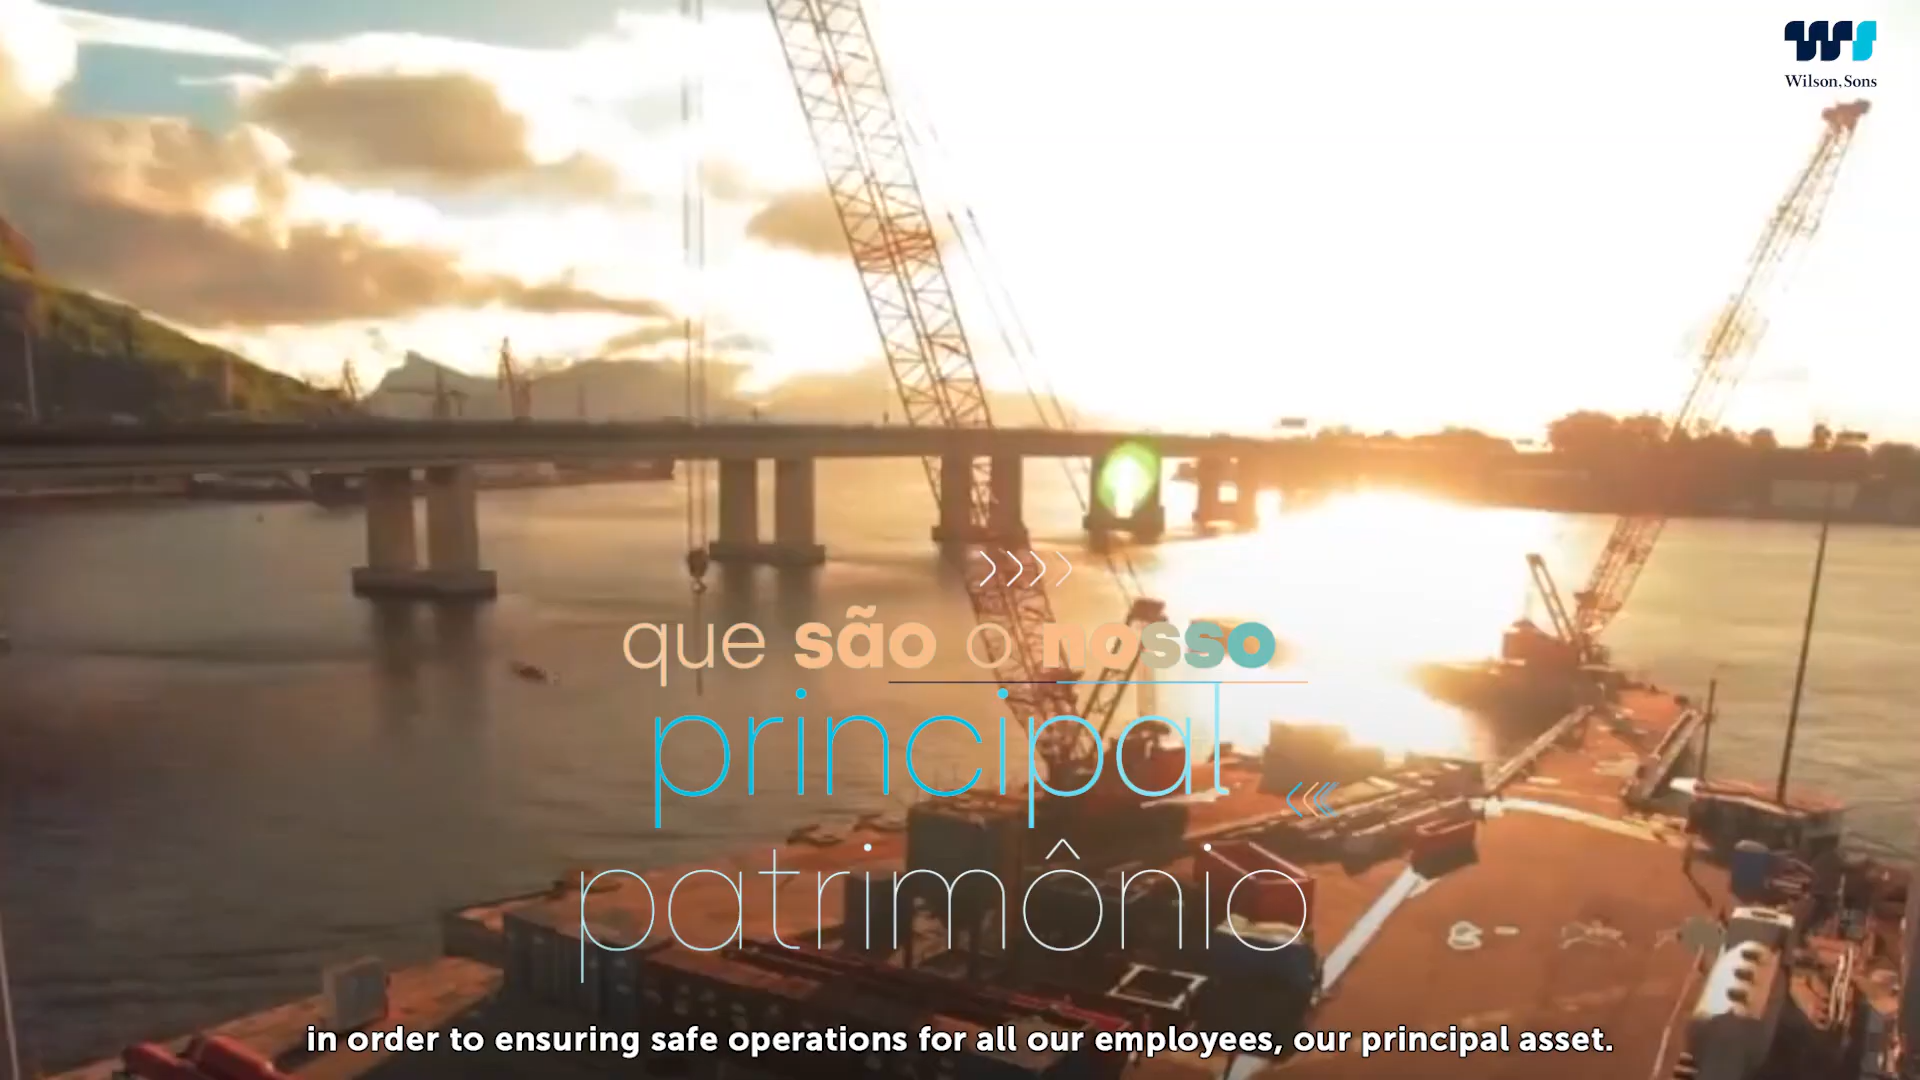 WS
Wilson, Sons
que são o nosso
principal
patrimônio
in order to ensuring safe operations for all our employees, our principal asset.